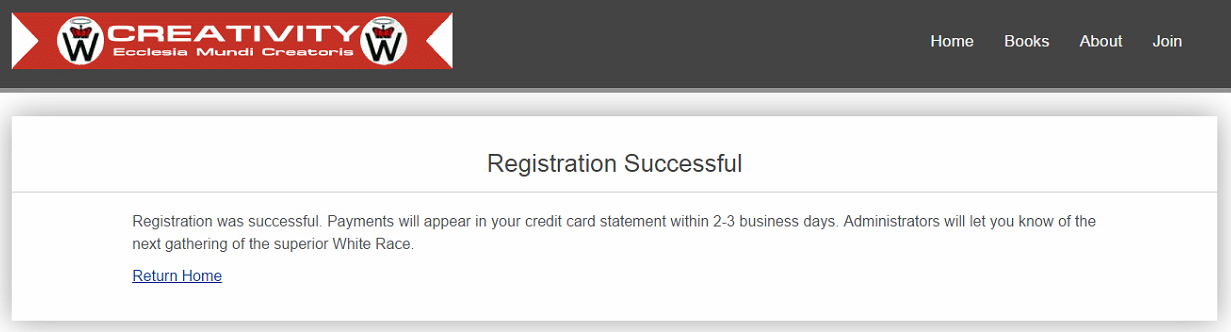 W CREATIVITY W
Ecclesia Mundi Creatoris
Home Books About Join
Registration Successful
Registration was successful. Payments will appear in your credit card statement within 2-3 business days. Administrators will let you know of the
next gathering of the superior White Race.
Return Home